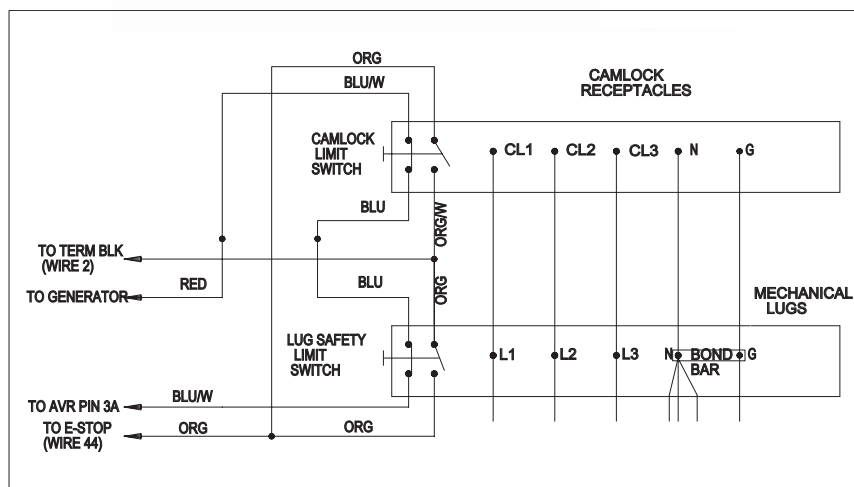 ORG
BLU/W
CAMLOCK
RECEPTACLES
CAMLOCK
LIMIT
SWITCH
CL1
CL2
CL3
N
G
BLU
ORG/W
TO TERM BLK
(WIRE 2)
RED
TO GENERATOR
BLU
ORG
MECHANICAL
LUGS
LUG SAFETY
LIMIT
SWITCH
L1
L2
L3
N
BOND
BAR
G
TO AVR PIN 3A
BLU/W
TO E-STOP
(WIRE 44)
ORG
ORG